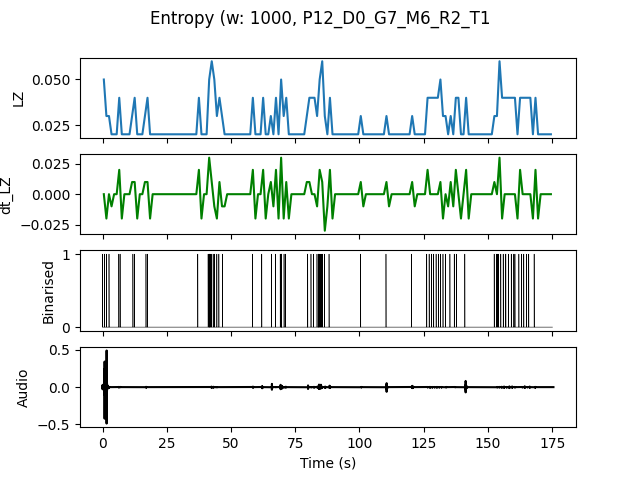 Entropy (w: 1000, P12_D0_G7_M6_R2_T1
LZ
0.050
0.025
dt_LZ
0.025
0.000
−0.025
Binarised
1
0
Audio
0.5
0.0
−0.5
0 25 50 75 100 125 150 175
Time (s)